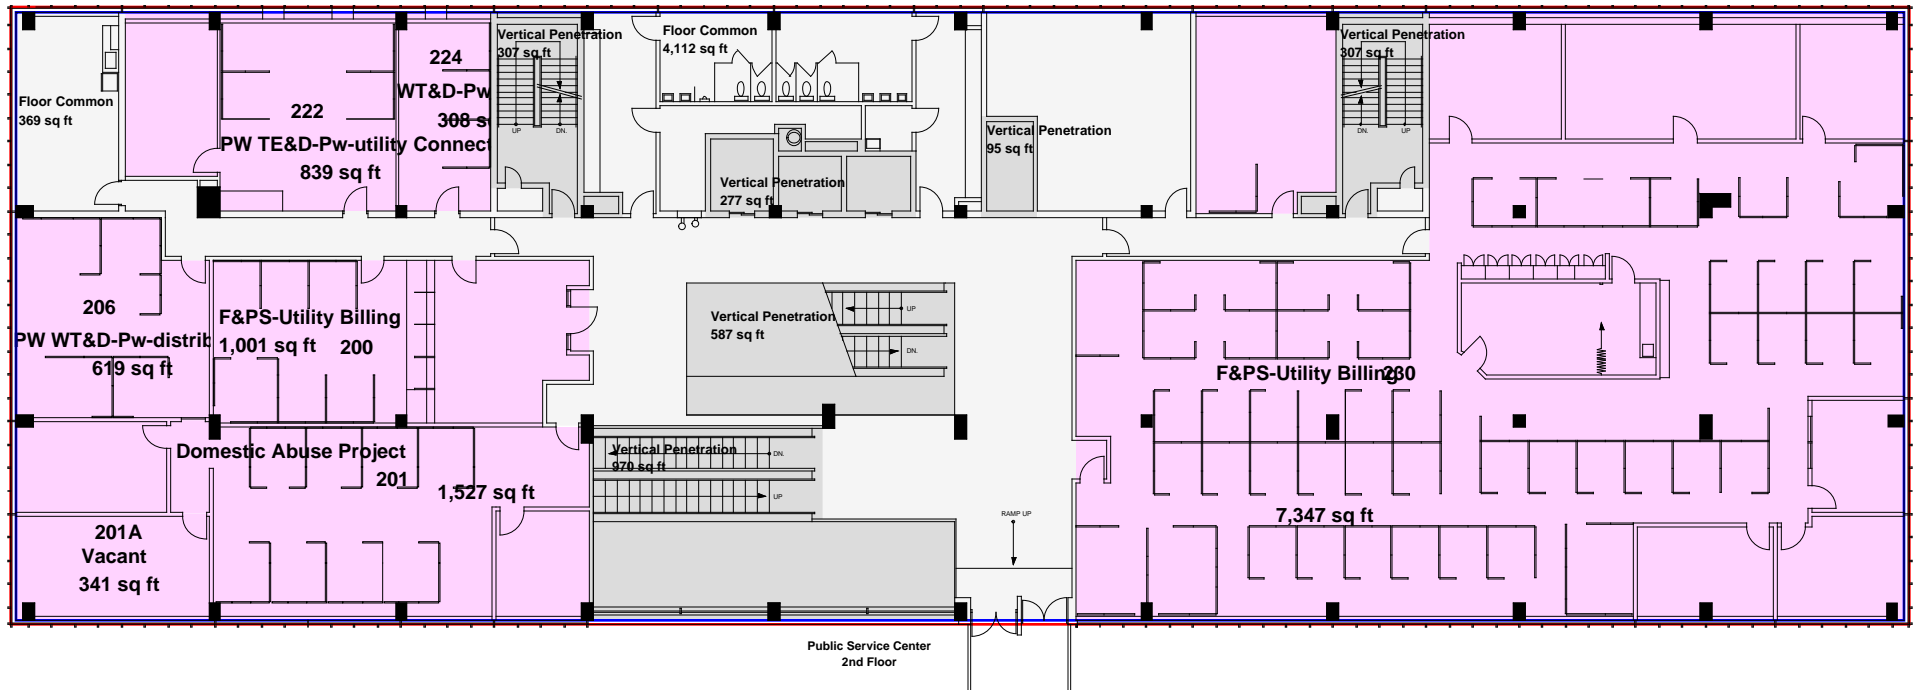 Floor Common
369 sq ft
222
PW TE&D-Pw-utility Connect
839 sq ft
224
WT&D-Pw
308 s
Vertical Penetration
307 sq ft
UP
DN.
Floor Common
4,112 sq ft
Vertical Penetration
277 sq ft
Vertical Penetration
95 sq ft
Vertical Penetration
307 sq ft
DN.
UP
206
PW WT&D-Pw-distrib
619 sq ft
F&PS-Utility Billing
1,001 sq ft
200
Vertical Penetration
587 sq ft
UP
DN.
F&PS-Utility Billing
230
7,347 sq ft
Domestic Abuse Project
201
1,527 sq ft
Vertical Penetration
970 sq ft
DN.
UP
RAMP UP
201A
Vacant
341 sq ft
Public Service Center
2nd Floor